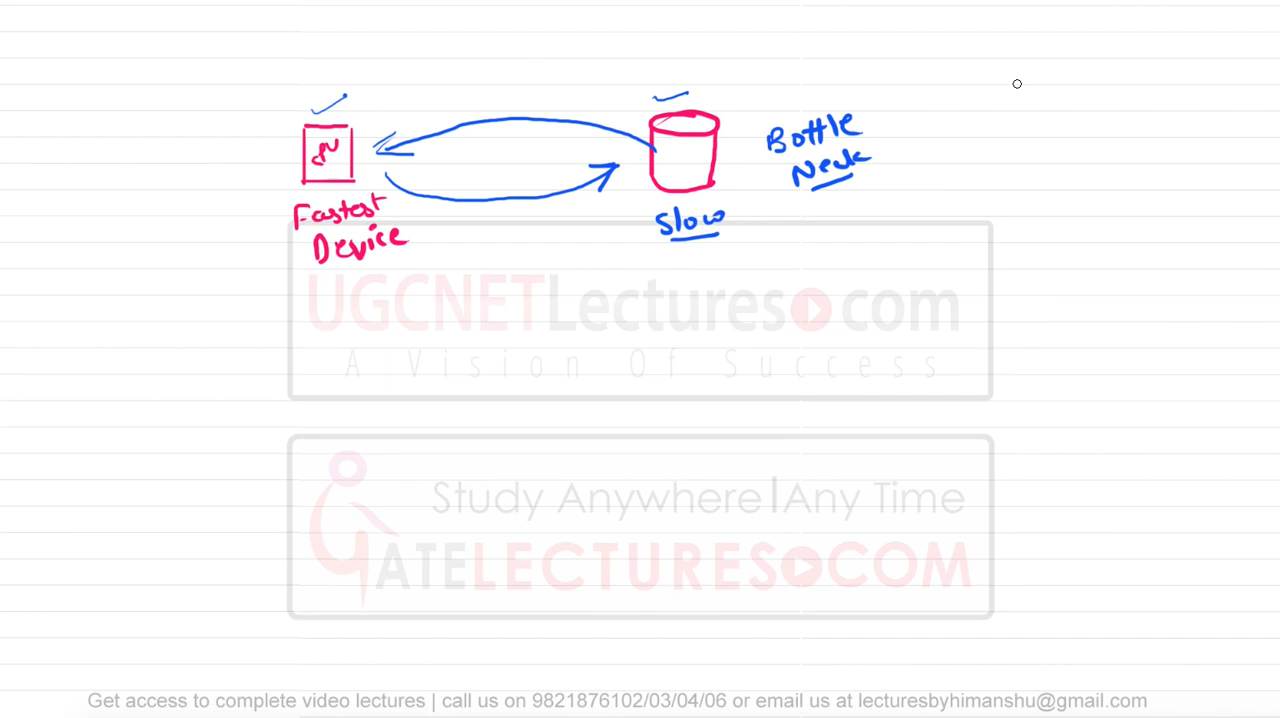 Bottle
Neck
Fastest
Device
Slow
UGCNETLectures.com
A Vision Of Success
Study Anywhere|Any Time
GATELECTURES.COM
Get access to complete video lectures | call us on 9821876102/03/04/06 or email us at lecturesbyhimanshu@gmail.com